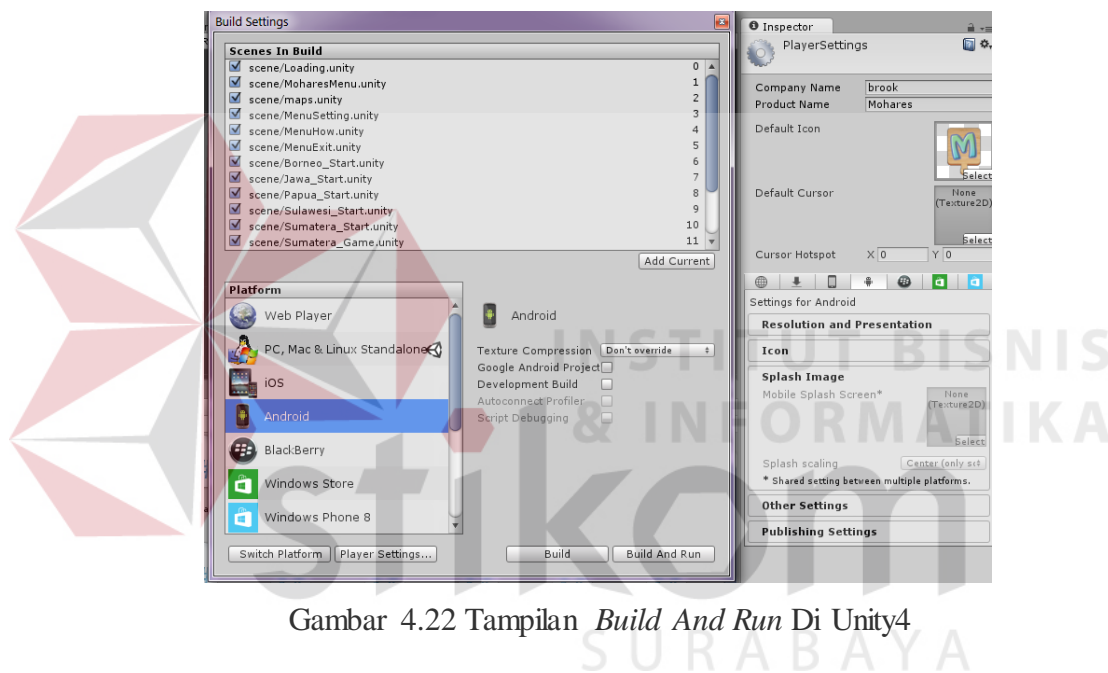 Build Settings
Scenes In Build
scene/Loading.unity 0
scene/MoharesMenu.unity 1
scene/maps.unity 2
scene/MenuSetting.unity 3
scene/MenuHow.unity 4
scene/MenuExit.unity 5
scene/Borneo_Start.unity 6
scene/Jawa_Start.unity 7
scene/Papua_Start.unity 8
scene/Sulawesi_Start.unity 9
scene/Sumatera_Start.unity 10
scene/Sumatera_Game.unity 11
Add Current
Platform
Web Player
PC, Mac & Linux Standalone
iOS
Android
BlackBerry
Windows Store
Windows Phone 8
Android
Texture Compression Don't override
Google Android Project
Development Build
Autoconnect Profiler
Script Debugging
Switch Platform Player Settings... Build Build And Run
Inspector
PlayerSettings
Company Name brook
Product Name Mohares
Default Icon
M
Select
Default Cursor
None
(Texture2D)
Select
Cursor Hotspot X 0 Y 0
Settings for Android
Resolution and Presentation
Icon
Splash Image
Mobile Splash Screen*
None
(Texture2D)
Select
Splash scaling Center (only
* Shared setting between multiple platforms.
Other Settings
Publishing Settings
INSTITUT BISNIS
& INFORMATIKA
stikom
SURABAYA
Gambar 4.22 Tampilan Build And Run Di Unity4